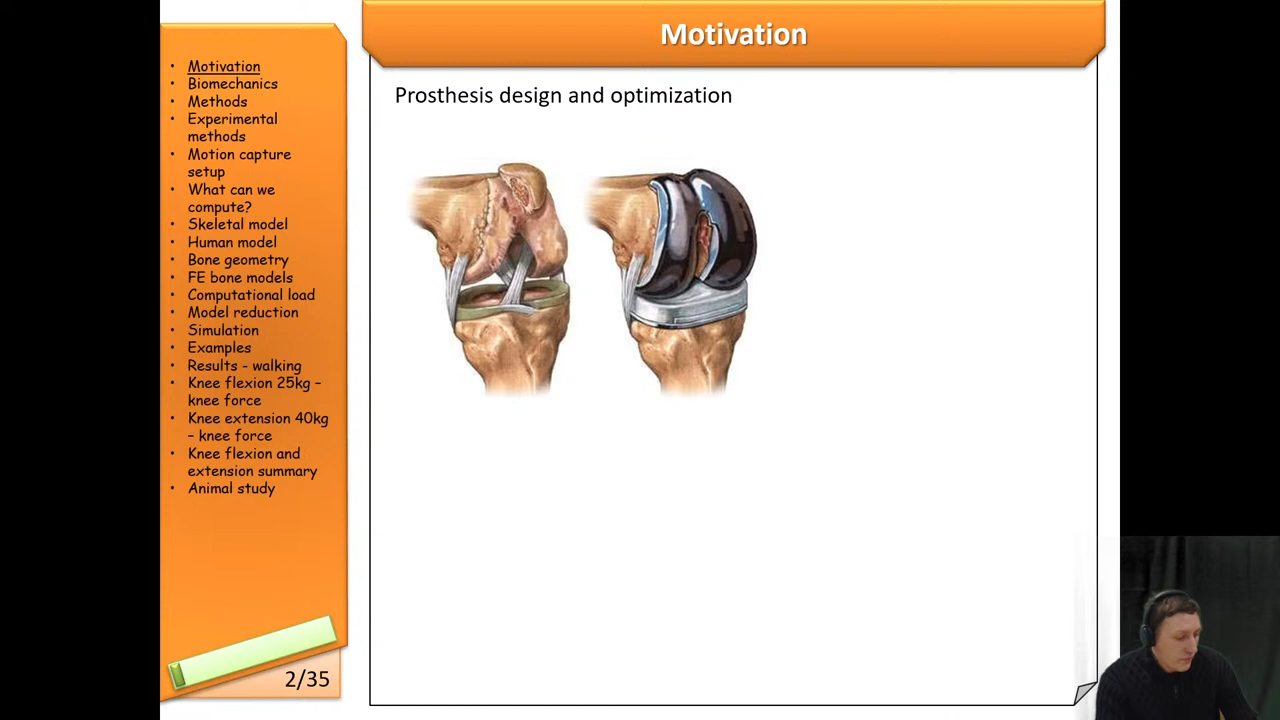 Motivation
Prosthesis design and optimization
• Motivation
• Biomechanics
• Methods
• Experimental
methods
• Motion capture
setup
• What can we
compute?
• Skeletal model
• Human model
• Bone geometry
• FE bone models
• Computational load
• Model reduction
• Simulation
• Examples
• Results - walking
• Knee flexion 25kg –
knee force
• Knee extension 40kg
– knee force
• Knee flexion and
extension summary
• Animal study
2/35